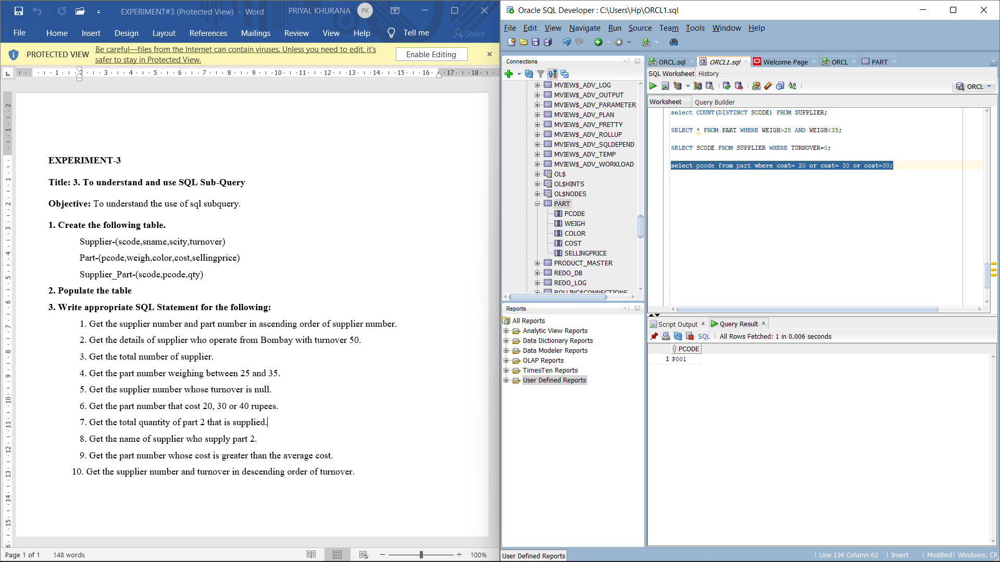 EXPERIMENT#3 (Protected View) - Word
PRIYAL KHURANA
PK
File
Home
Insert
Design
Layout
References
Mailings
Review
View
Help
Tell me
Share
PROTECTED VIEW
Be careful—files from the Internet can contain viruses. Unless you need to edit, it's
safer to stay in Protected View.
Enable Editing
EXPERIMENT-3
Title: 3. To understand and use SQL Sub-Query
Objective: To understand the use of sql subquery.
1. Create the following table.
Supplier-(scode,sname,scity,turnover)
Part-(pcode,weigh,color,cost,sellingprice)
Supplier_Part-(scode,pcode,qty)
2. Populate the table
3. Write appropriate SQL Statement for the following:
1. Get the supplier number and part number in ascending order of supplier number.
2. Get the details of supplier who operate from Bombay with turnover 50.
3. Get the total number of supplier.
4. Get the part number weighing between 25 and 35.
5. Get the supplier number whose turnover is null.
6. Get the part number that cost 20, 30 or 40 rupees.
7. Get the total quantity of part 2 that is supplied.
8. Get the name of supplier who supply part 2.
9. Get the part number whose cost is greater than the average cost.
10. Get the supplier number and turnover in descending order of turnover.
Page 1 of 1
148 words
100%
Oracle SQL Developer : C:\Users\Hp\ORCL1.sql
File Edit View Navigate Run Source Team Tools Window Help
Connections
MVIEW$_ADV_LOG
MVIEW$_ADV_OUTPUT
MVIEW$_ADV_PARAMETER
MVIEW$_ADV_PLAN
MVIEW$_ADV_PRETTY
MVIEW$_ADV_ROLLUP
MVIEW$_ADV_SQLDEPEND
MVIEW$_ADV_TEMP
MVIEW$_ADV_WORKLOAD
OL$
OL$HINTS
OL$NODES
PART
PCODE
WEIGH
COLOR
COST
SELLINGPRICE
PRODUCT_MASTER
REDO_DB
REDO_LOG
ROLLING$CONNECTIONS
Reports
All Reports
Analytic View Reports
Data Dictionary Reports
Data Modeler Reports
OLAP Reports
TimesTen Reports
User Defined Reports
User Defined Reports
ORCL.sql
ORCL1.sql
Welcome Page
ORCL
PART
SQL Worksheet
History
ORCL
Worksheet
Query Builder
select COUNT(DISTINCT SCODE) FROM SUPPLIER;
SELECT * FROM PART WHERE WEIGH>25 AND WEIGH<35;
SELECT SCODE FROM SUPPLIER WHERE TURNOVER=0;
select pcode from part where cost= 20 or cost= 30 or cost=30;
Script Output
Query Result
SQL
All Rows Fetched: 1 in 0.006 seconds
PCODE
1 P001
Line 134 Column 62
Insert
Modified
Windows: CR